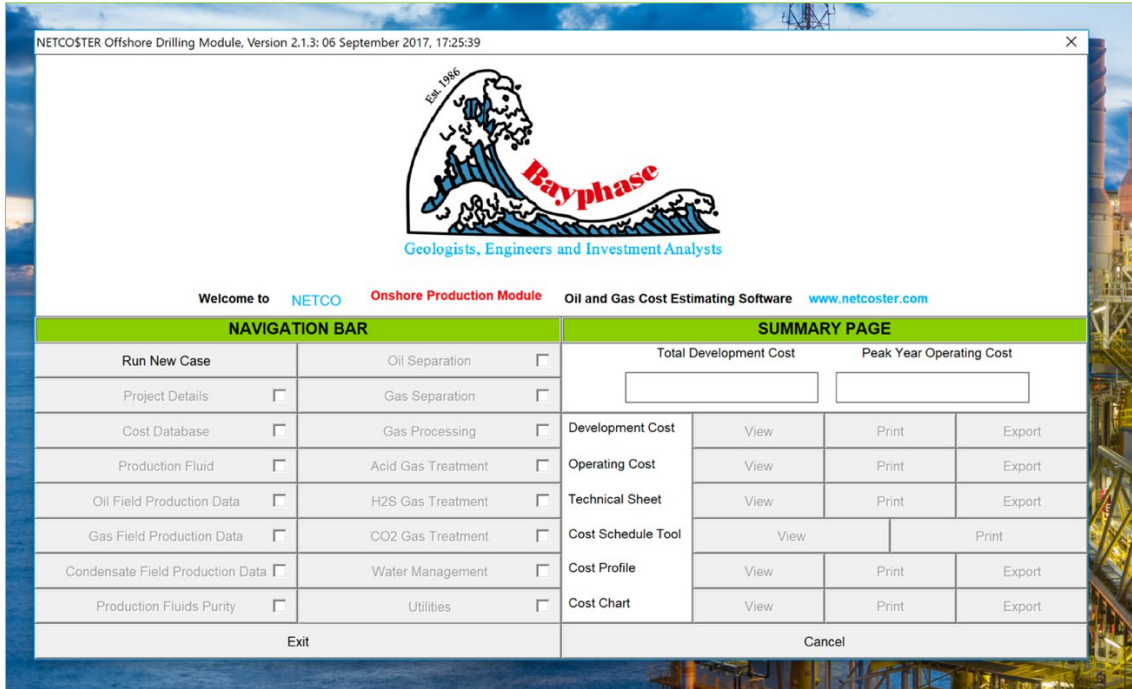 NETCO$TER Offshore Drilling Module, Version 2.1.3: 06 September 2017, 17:25:39
Est. 1986
Bayphase
Geologists, Engineers and Investment Analysts
Welcome to NETCO Onshore Production Module Oil and Gas Cost Estimating Software www.netcoster.com
NAVIGATION BAR
Run New Case
Oil Separation
Project Details
Gas Separation
Cost Database
Gas Processing
Production Fluid
Acid Gas Treatment
Oil Field Production Data
H2S Gas Treatment
Gas Field Production Data
CO2 Gas Treatment
Condensate Field Production Data
Water Management
Production Fluids Purity
Utilities
Exit
SUMMARY PAGE
Total Development Cost Peak Year Operating Cost
Development Cost View Print Export
Operating Cost View Print Export
Technical Sheet View Print Export
Cost Schedule Tool View Print
Cost Profile View Print Export
Cost Chart View Print Export
Cancel